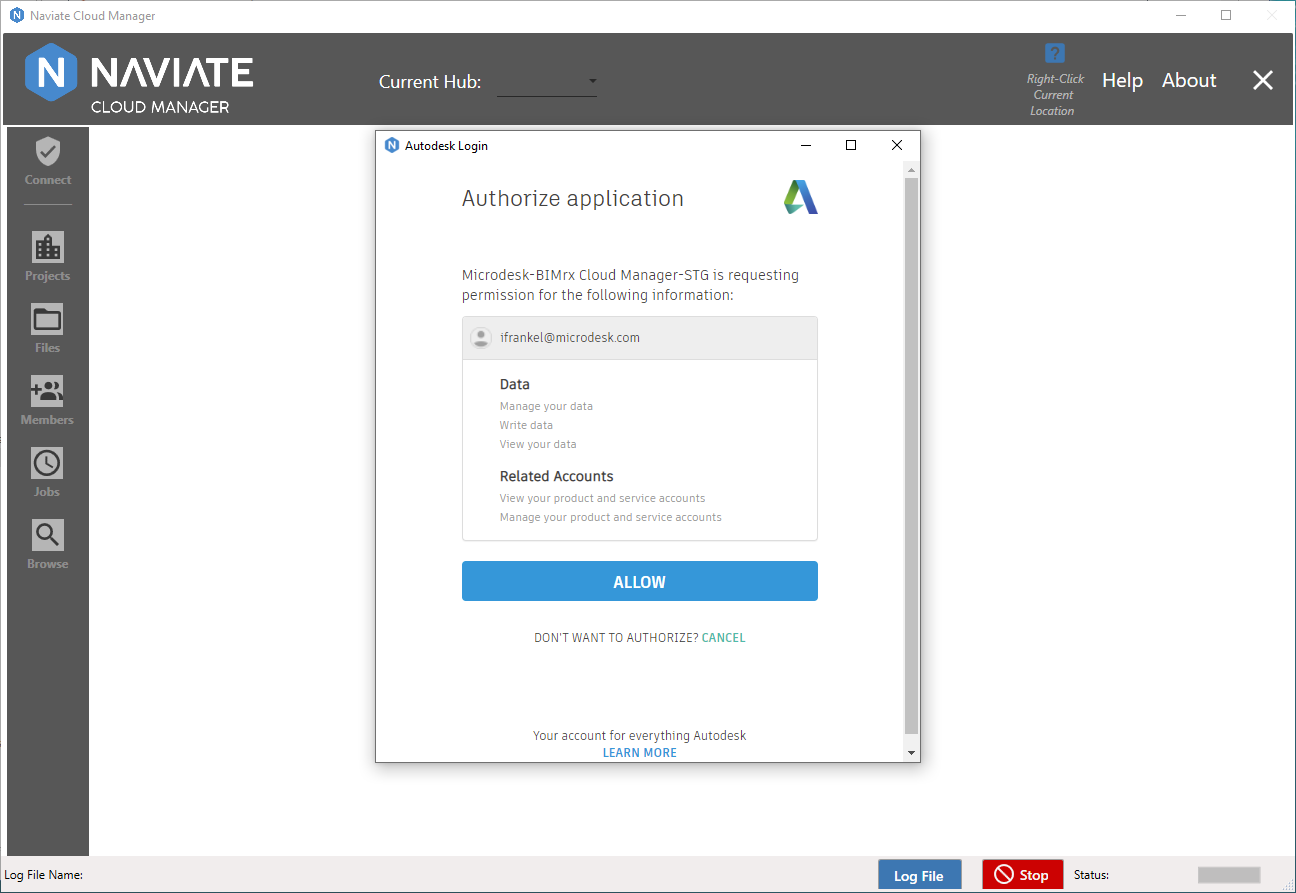 Naviate Cloud Manager
NAVIATE
CLOUD MANAGER
Current Hub:
?
Right-Click
Current
Location
Help
About
Connect
Projects
Files
Members
Jobs
Browse
Autodesk Login
Authorize application
Microdesk-BIMrx Cloud Manager-STG is requesting
permission for the following information:
ifrankel@microdesk.com
Data
Manage your data
Write data
View your data
Related Accounts
View your product and service accounts
Manage your product and service accounts
ALLOW
DON'T WANT TO AUTHORIZE? CANCEL
Your account for everything Autodesk
LEARN MORE
Log File Name:
Log File
Stop
Status: